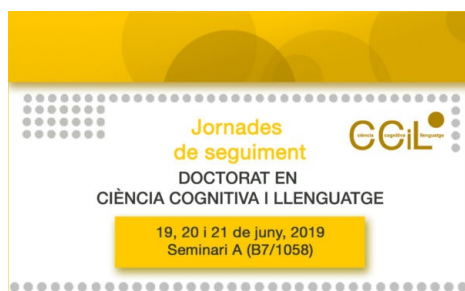 Jornades
de seguiment
CCiL
ciència cognitiva llenguatge
DOCTORAT EN
CIÈNCIA COGNITIVA I LLENGUATGE
19, 20 i 21 de juny, 2019
Seminari A (B7/1058)